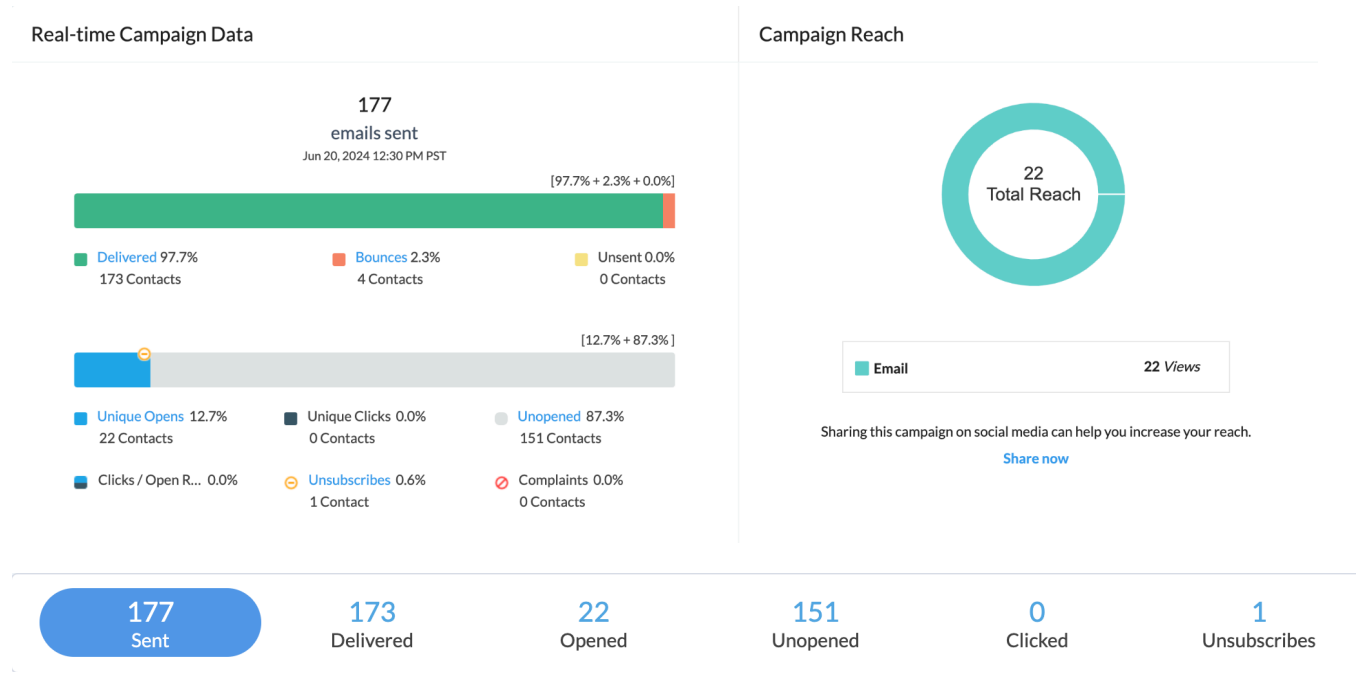 Real-time Campaign Data
177
emails sent
Jun 20, 2024 12:30 PM PST
[97.7% + 2.3% + 0.0%]
Delivered 97.7%
173 Contacts
Bounces 2.3%
4 Contacts
Unsent 0.0%
0 Contacts
[12.7% + 87.3% ]
Unique Opens 12.7%
22 Contacts
Unique Clicks 0.0%
0 Contacts
Unopened 87.3%
151 Contacts
Clicks / Open R... 0.0%
Unsubscribes 0.6%
1 Contact
Complaints 0.0%
0 Contacts
Campaign Reach
22
Total Reach
Email 22 Views
Sharing this campaign on social media can help you increase your reach.
Share now
177
Sent
173
Delivered
22
Opened
151
Unopened
0
Clicked
1
Unsubscribes